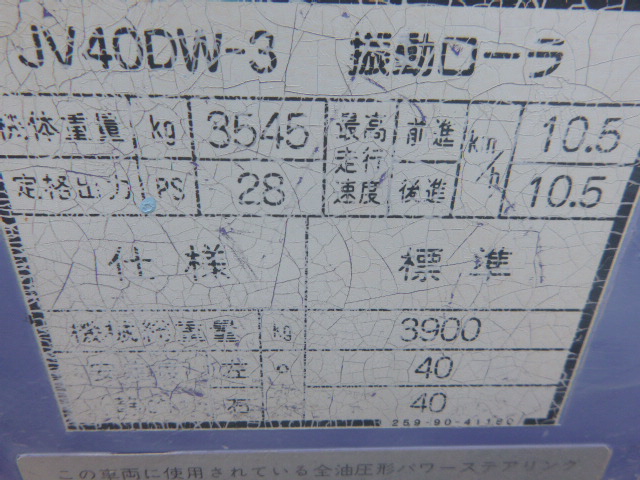 JV40DW-3 振動ローラ
機体重量 kg 3545 最高走行速度 前進 km/h 10.5
定格出力 PS 28 後進 10.5
仕様 標準
機械総重量 kg 3900
左 ° 40
右 40
259-90-41120
この車両に使用されている全油圧形パワーステアリング